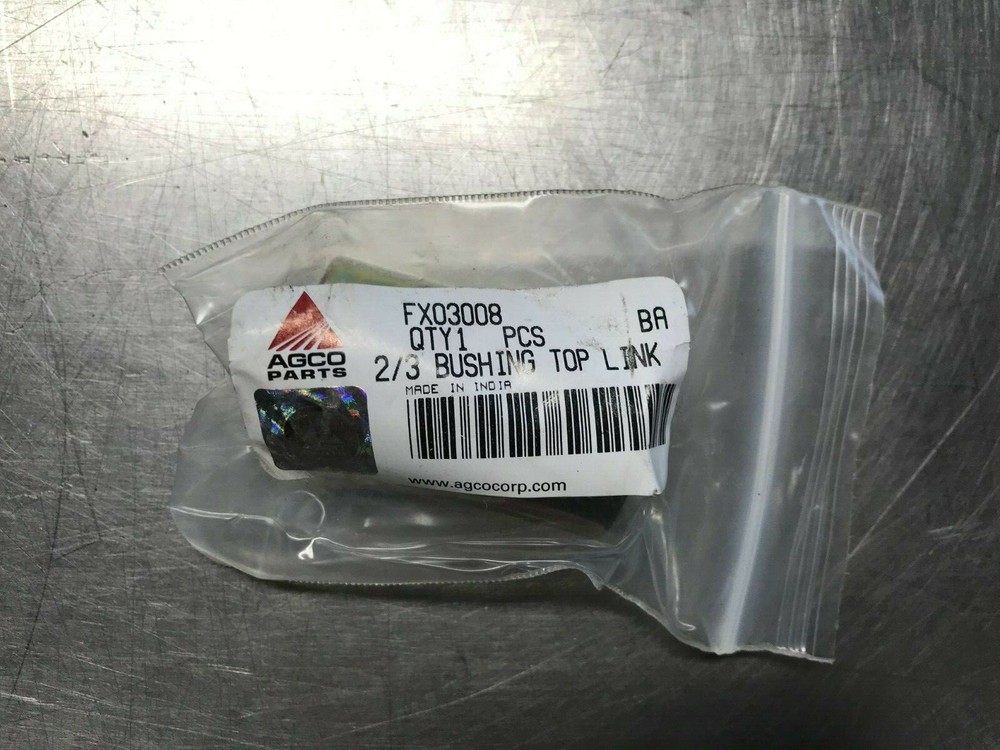 AGCO
PARTS
FX03008
QTY1 PCS
BA
2/3 BUSHING TOP LINK
MADE IN INDIA
www.agcocorp.com